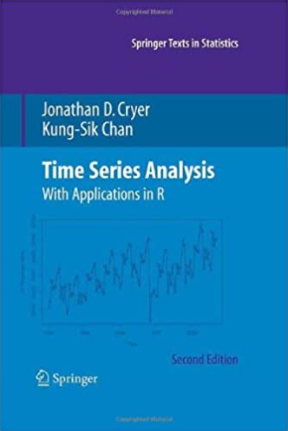 Springer Texts in Statistics
Jonathan D. Cryer
Kung-Sik Chan
Time Series Analysis
With Applications in R
Second Edition
Springer